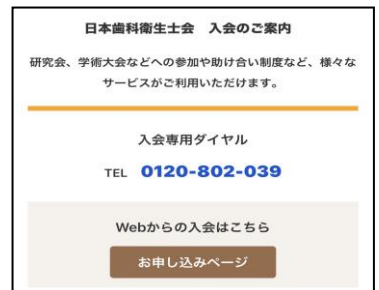 日本歯科衛生士会　入会のご案内
研究会、学術大会などへの参加や助け合い制度など、様々な
サービスがご利用いただけます。
入会専用ダイヤル
TEL 0120-802-039
Webからの入会はこちら
お申し込みページ